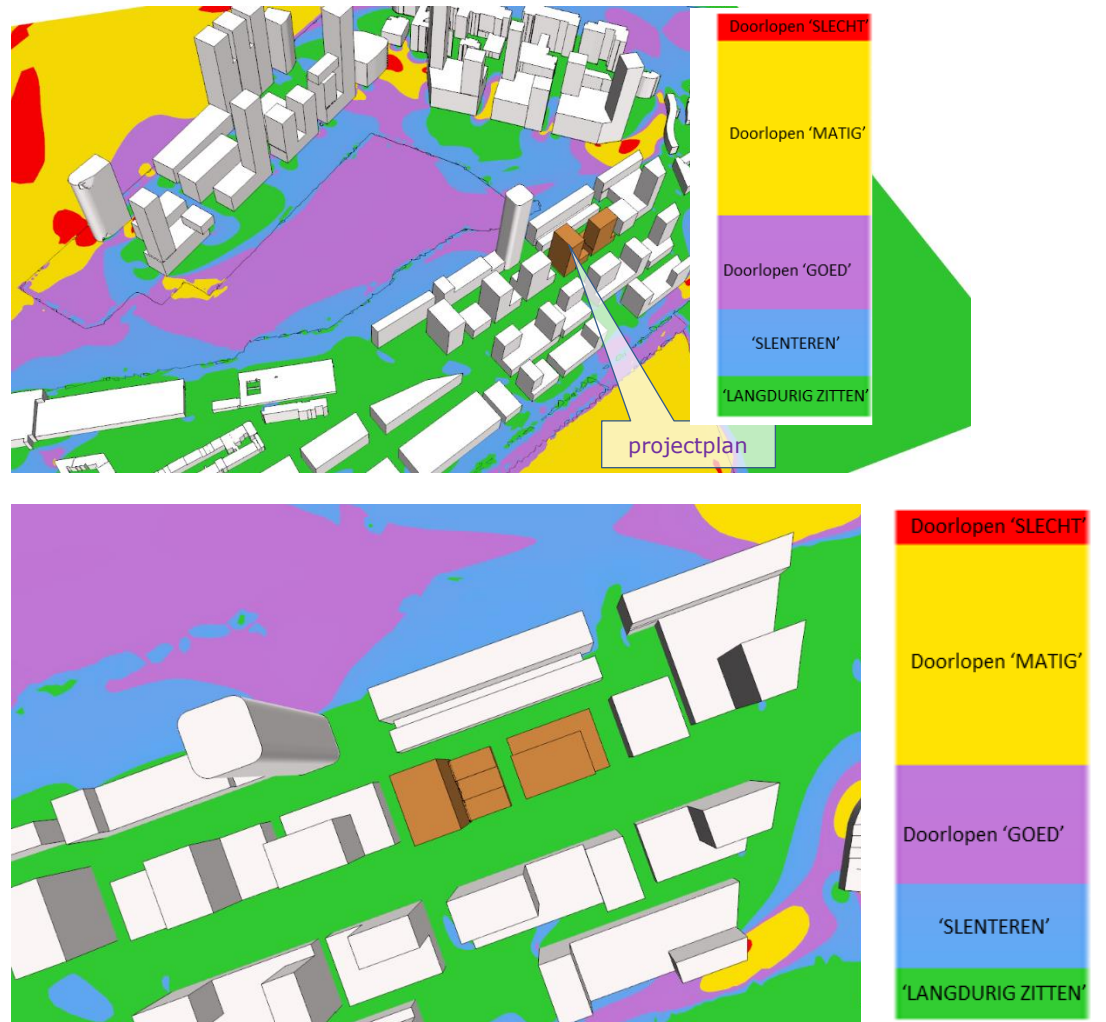 Doorlopen ‘SLECHT’
Doorlopen ‘MATIG’
Doorlopen ‘GOED’
‘SLENTEREN’
‘LANGDURIG ZITTEN’
projectplan
Doorlopen ‘SLECHT’
Doorlopen ‘MATIG’
Doorlopen ‘GOED’
‘SLENTEREN’
‘LANGDURIG ZITTEN’